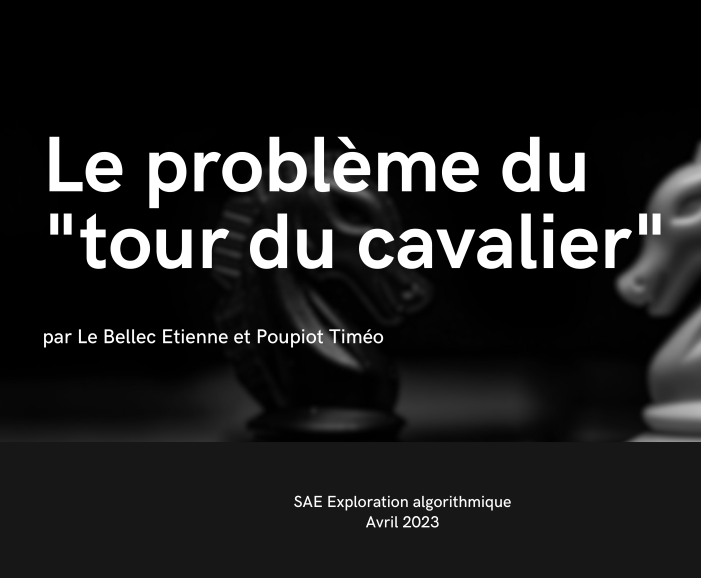 Le problème du
"tour du cavalier"
par Le Bellec Etienne et Poupiot Timéo
SAE Exploration algorithmique
Avril 2023